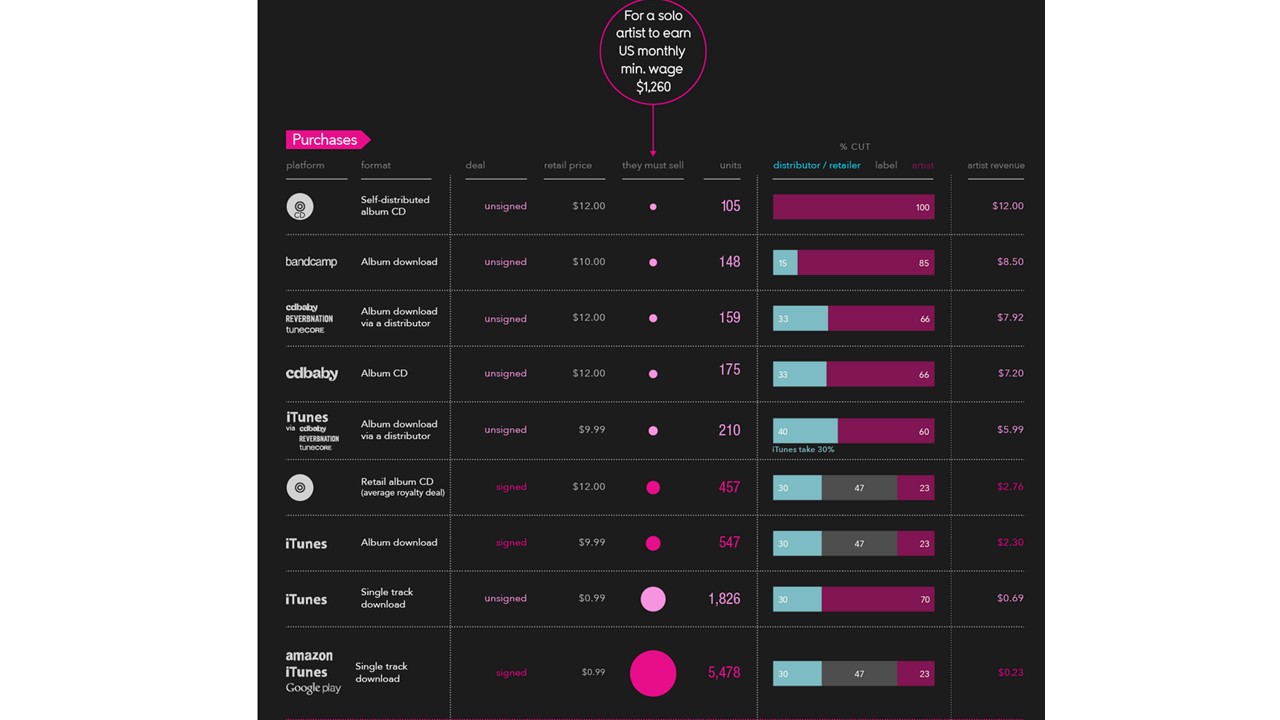 For a solo
artist to earn
US monthly
min. wage
$1,260
Purchases
% CUT
platform format deal retail price they must sell units distributor / retailer label artist artist revenue
CD
Self-distributed
album CD
unsigned $12.00 105 100 $12.00
bandcamp Album download unsigned $10.00 148 15 85 $8.50
cdbaby
REVERBNATION
tunecore
Album download
via a distributor
unsigned $12.00 159 33 66 $7.92
cdbaby Album CD unsigned $12.00 175 33 66 $7.20
iTunes
via cdbaby
REVERBNATION
tunecore
Album download
via a distributor
unsigned $9.99 210 40 60 $5.99
iTunes take 30%
Retail album CD
(average royalty deal)
signed $12.00 457 30 47 23 $2.76
iTunes Album download signed $9.99 547 30 47 23 $2.30
iTunes
Single track
download
unsigned $0.99 1,826 30 70 $0.69
amazon
iTunes
Google play
Single track
download
signed $0.99 5,478 30 47 23 $0.23